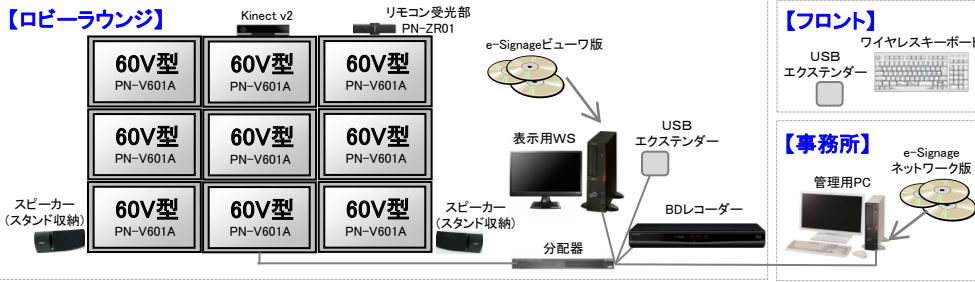 【ロビーラウンジ】
Kinect v2
リモコン受光部
PN-ZR01
60V型
PN-V601A
60V型
PN-V601A
60V型
PN-V601A
60V型
PN-V601A
60V型
PN-V601A
60V型
PN-V601A
60V型
PN-V601A
60V型
PN-V601A
60V型
PN-V601A
スピーカー
(スタンド収納)
スピーカー
(スタンド収納)
e-Signageビューワ版
表示用WS
USB
エクステンダー
BDレコーダー
分配器
【フロント】
USB
エクステンダー
ワイヤレスキーボード
【事務所】
管理用PC
e-Signage
ネットワーク版